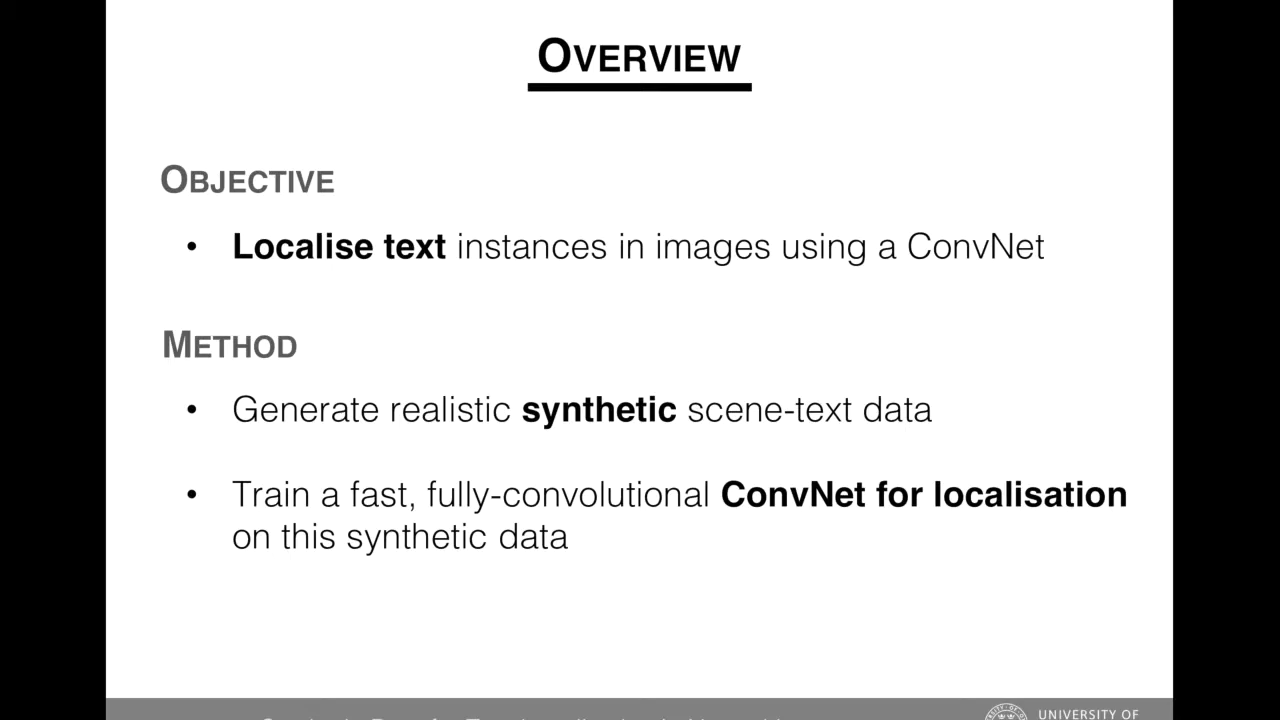 OVERVIEW
OBJECTIVE
• Localise text instances in images using a ConvNet
METHOD
• Generate realistic synthetic scene-text data
• Train a fast, fully-convolutional ConvNet for localisation
on this synthetic data
UNIVERSITY OF